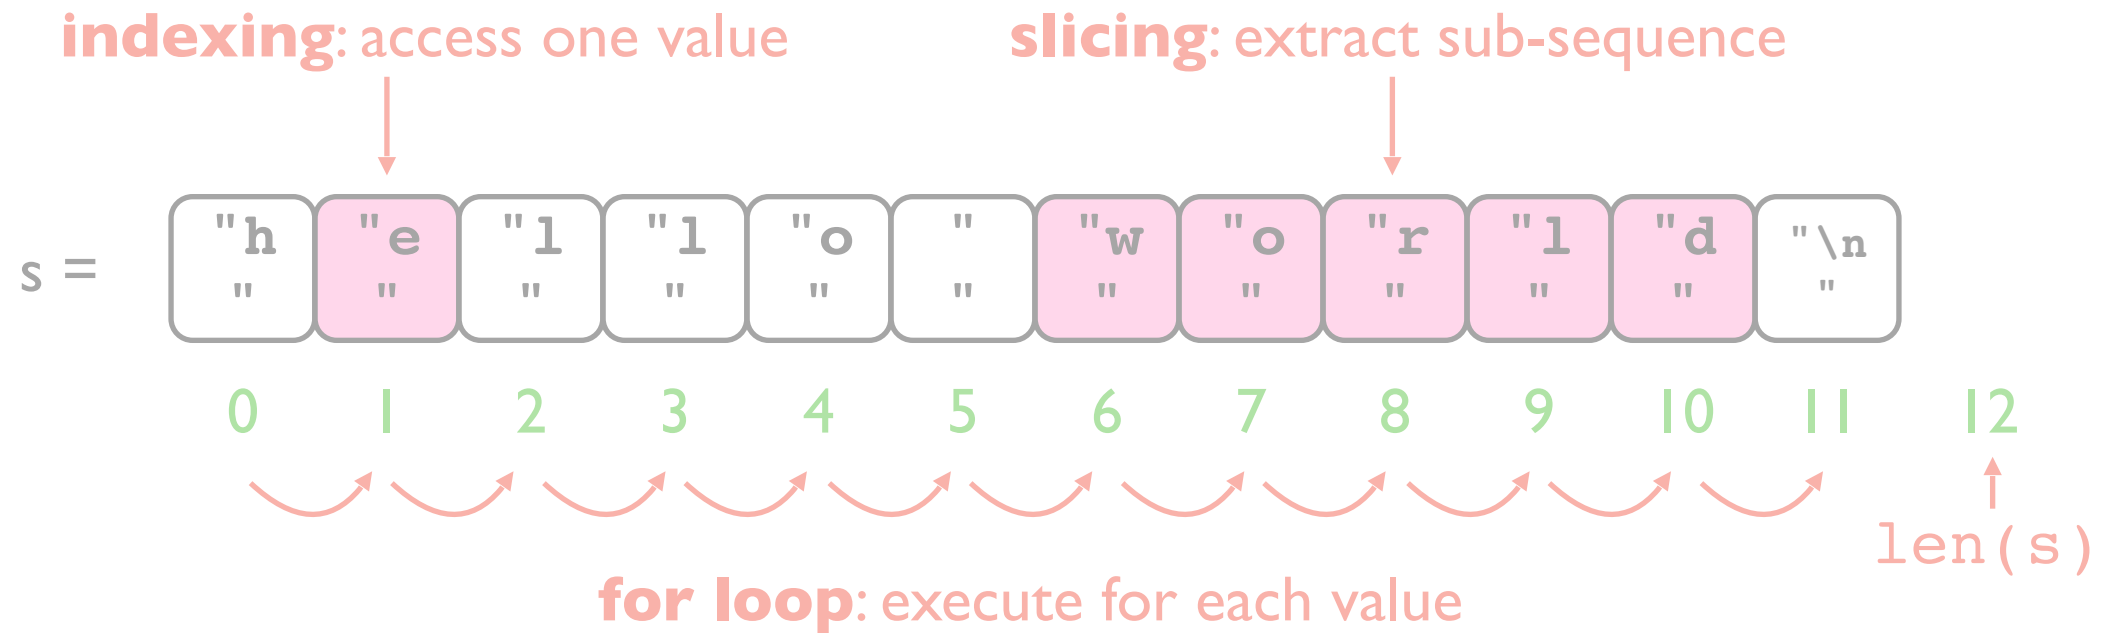 indexing: access one value
slicing: extract sub-sequence
s =
"h "e "l "l "o " "w "o "r "l "d "\n
" " " " " " " " " " " "
0 1 2 3 4 5 6 7 8 9 10 11 12
len(s)
for loop: execute for each value